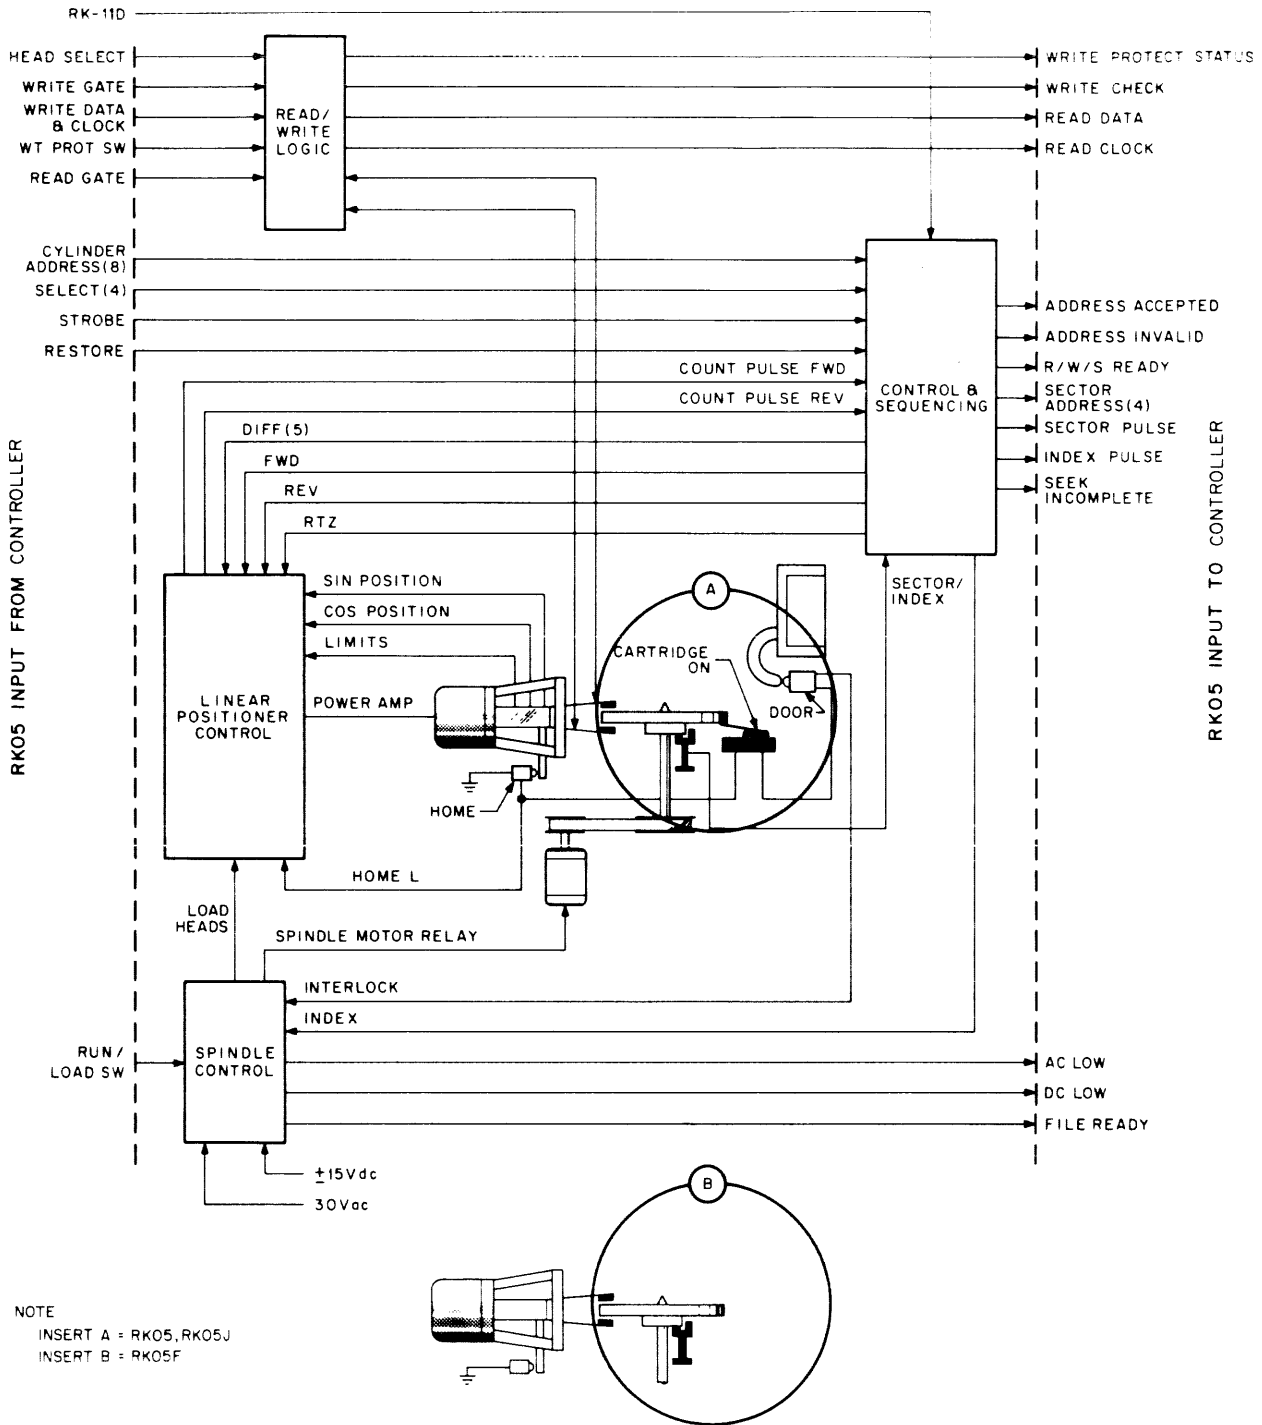 RK-11D
HEAD SELECT
WRITE GATE
WRITE DATA
& CLOCK
WT PROT SW
READ GATE
READ/
WRITE
LOGIC
WRITE PROTECT STATUS
WRITE CHECK
READ DATA
READ CLOCK
CYLINDER
ADDRESS(8)
SELECT(4)
STROBE
RESTORE
COUNT PULSE FWD
COUNT PULSE REV
DIFF(5)
FWD
REV
RTZ
CONTROL &
SEQUENCING
ADDRESS ACCEPTED
ADDRESS INVALID
R/W/S READY
SECTOR
ADDRESS(4)
SECTOR PULSE
INDEX PULSE
SEEK
INCOMPLETE
RK05 INPUT FROM CONTROLLER
RK05 INPUT TO CONTROLLER
SIN POSITION
COS POSITION
LIMITS
POWER AMP
LINEAR
POSITIONER
CONTROL
A
SECTOR/
INDEX
CARTRIDGE
ON
DOOR
HOME
HOME L
LOAD
HEADS
SPINDLE MOTOR RELAY
INTERLOCK
INDEX
RUN/
LOAD SW
SPINDLE
CONTROL
AC LOW
DC LOW
FILE READY
±15Vdc
30Vac
B
NOTE
INSERT A = RK05,RK05J
INSERT B = RK05F